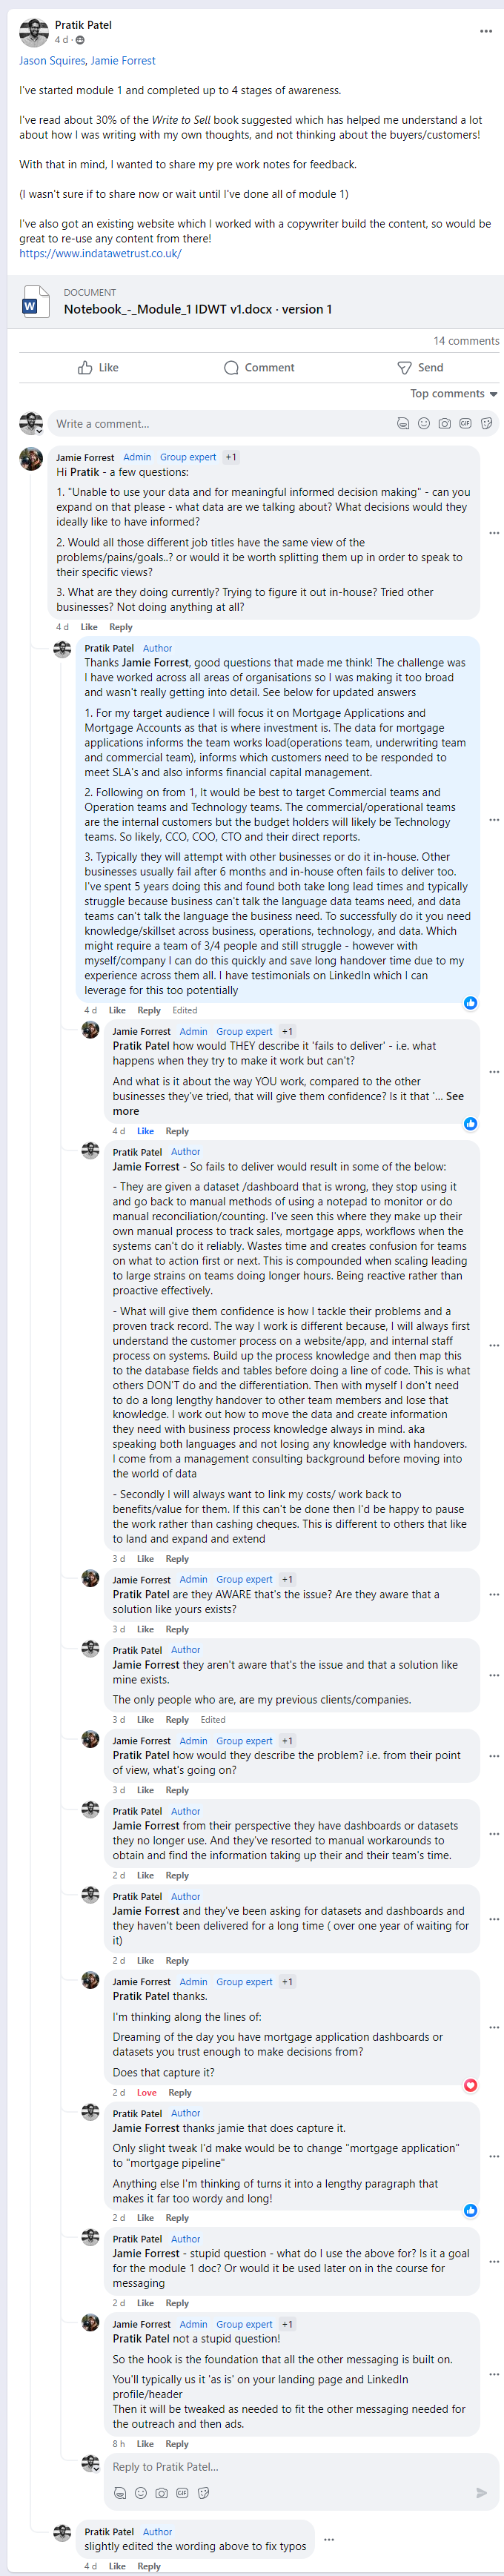 Pratik Patel
4 d ·
Jason Squires, Jamie Forrest
I've started module 1 and completed up to 4 stages of awareness.
I've read about 30% of the Write to Sell book suggested which has helped me understand a lot
about how I was writing with my own thoughts, and not thinking about the buyers/customers!
With that in mind, I wanted to share my pre work notes for feedback.
(I wasn't sure if to share now or wait until I've done all of module 1)
I've also got an existing website which I worked with a copywriter build the content, so would be
great to re-use any content from there!
https://www.indatawetrust.co.uk/
W
DOCUMENT
Notebook_-_Module_1 IDWT v1.docx · version 1
14 comments
Like
Comment
Send
Top comments
Write a comment...
GIF
Jamie Forrest Admin Group expert +1
Hi Pratik - a few questions:
1. "Unable to use your data and for meaningful informed decision making" - can you
expand on that please - what data are we talking about? What decisions would they
ideally like to have informed?
2. Would all those different job titles have the same view of the
problems/pains/goals..? or would it be worth splitting them up in order to speak to
their specific views?
3. What are they doing currently? Trying to figure it out in-house? Tried other
businesses? Not doing anything at all?
4 d Like Reply
Pratik Patel Author
Thanks Jamie Forrest, good questions that made me think! The challenge was
I have worked across all areas of organisations so I was making it too broad
and wasn't really getting into detail. See below for updated answers
1. For my target audience I will focus it on Mortgage Applications and
Mortgage Accounts as that is where investment is. The data for mortgage
applications informs the team works load(operations team, underwriting team
and commercial team), informs which customers need to be responded to
meet SLA's and also informs financial capital management.
2. Following on from 1, It would be best to target Commercial teams and
Operation teams and Technology teams. The commercial/operational teams
are the internal customers but the budget holders will likely be Technology
teams. So likely, CCO, COO, CTO and their direct reports.
3. Typically they will attempt with other businesses or do it in-house. Other
businesses usually fail after 6 months and in-house often fails to deliver too.
I've spent 5 years doing this and found both take long lead times and typically
struggle because business can't talk the language data teams need, and data
teams can't talk the language the business need. To successfully do it you need
knowledge/skillset across business, operations, technology, and data. Which
might require a team of 3/4 people and still struggle - however with
myself/company I can do this quickly and save long handover time due to my
experience across them all. I have testimonials on LinkedIn which I can
leverage for this too potentially
4 d Like Reply Edited
Jamie Forrest Admin Group expert +1
Pratik Patel how would THEY describe it 'fails to deliver' - i.e. what
happens when they try to make it work but can't?
And what is it about the way YOU work, compared to the other
businesses they've tried, that will give them confidence? Is it that '... See
more
4 d Like Reply
Pratik Patel Author
Jamie Forrest - So fails to deliver would result in some of the below:
- They are given a dataset /dashboard that is wrong, they stop using it
and go back to manual methods of using a notepad to monitor or do
manual reconciliation/counting. I've seen this where they make up their
own manual process to track sales, mortgage apps, workflows when the
systems can't do it reliably. Wastes time and creates confusion for teams
on what to action first or next. This is compounded when scaling leading
to large strains on teams doing longer hours. Being reactive rather than
proactive effectively.
- What will give them confidence is how I tackle their problems and a
proven track record. The way I work is different because, I will always first
understand the customer process on a website/app, and internal staff
process on systems. Build up the process knowledge and then map this
to the database fields and tables before doing a line of code. This is what
others DON'T do and the differentiation. Then with myself I don't need
to do a long lengthy handover to other team members and lose that
knowledge. I work out how to move the data and create information
they need with business process knowledge always in mind. aka
speaking both languages and not losing any knowledge with handovers.
I come from a management consulting background before moving into
the world of data
- Secondly I will always want to link my costs/ work back to
benefits/value for them. If this can't be done then I'd be happy to pause
the work rather than cashing cheques. This is different to others that like
to land and expand and extend
3 d Like Reply
Jamie Forrest Admin Group expert +1
Pratik Patel are they AWARE that's the issue? Are they aware that a
solution like yours exists?
3 d Like Reply
Pratik Patel Author
Jamie Forrest they aren't aware that's the issue and that a solution like
mine exists.
The only people who are, are my previous clients/companies.
3 d Like Reply Edited
Jamie Forrest Admin Group expert +1
Pratik Patel how would they describe the problem? i.e. from their point
of view, what's going on?
3 d Like Reply
Pratik Patel Author
Jamie Forrest from their perspective they have dashboards or datasets
they no longer use. And they've resorted to manual workarounds to
obtain and find the information taking up their and their team's time.
2 d Like Reply
Pratik Patel Author
Jamie Forrest and they've been asking for datasets and dashboards and
they haven't been delivered for a long time ( over one year of waiting for
it)
2 d Like Reply
Jamie Forrest Admin Group expert +1
Pratik Patel thanks.
I'm thinking along the lines of:
Dreaming of the day you have mortgage application dashboards or
datasets you trust enough to make decisions from?
Does that capture it?
2 d Love Reply
Pratik Patel Author
Jamie Forrest thanks jamie that does capture it.
Only slight tweak I'd make would be to change "mortgage application"
to "mortgage pipeline"
Anything else I'm thinking of turns it into a lengthy paragraph that
makes it far too wordy and long!
2 d Like Reply
Pratik Patel Author
Jamie Forrest - stupid question - what do I use the above for? Is it a goal
for the module 1 doc? Or would it be used later on in the course for
messaging
2 d Like Reply
Jamie Forrest Admin Group expert +1
Pratik Patel not a stupid question!
So the hook is the foundation that all the other messaging is built on.
You'll typically us it 'as is' on your landing page and LinkedIn
profile/header
Then it will be tweaked as needed to fit the other messaging needed for
the outreach and then ads.
8 h Like Reply
Reply to Pratik Patel...
GIF
Pratik Patel Author
slightly edited the wording above to fix typos
4 d Like Reply